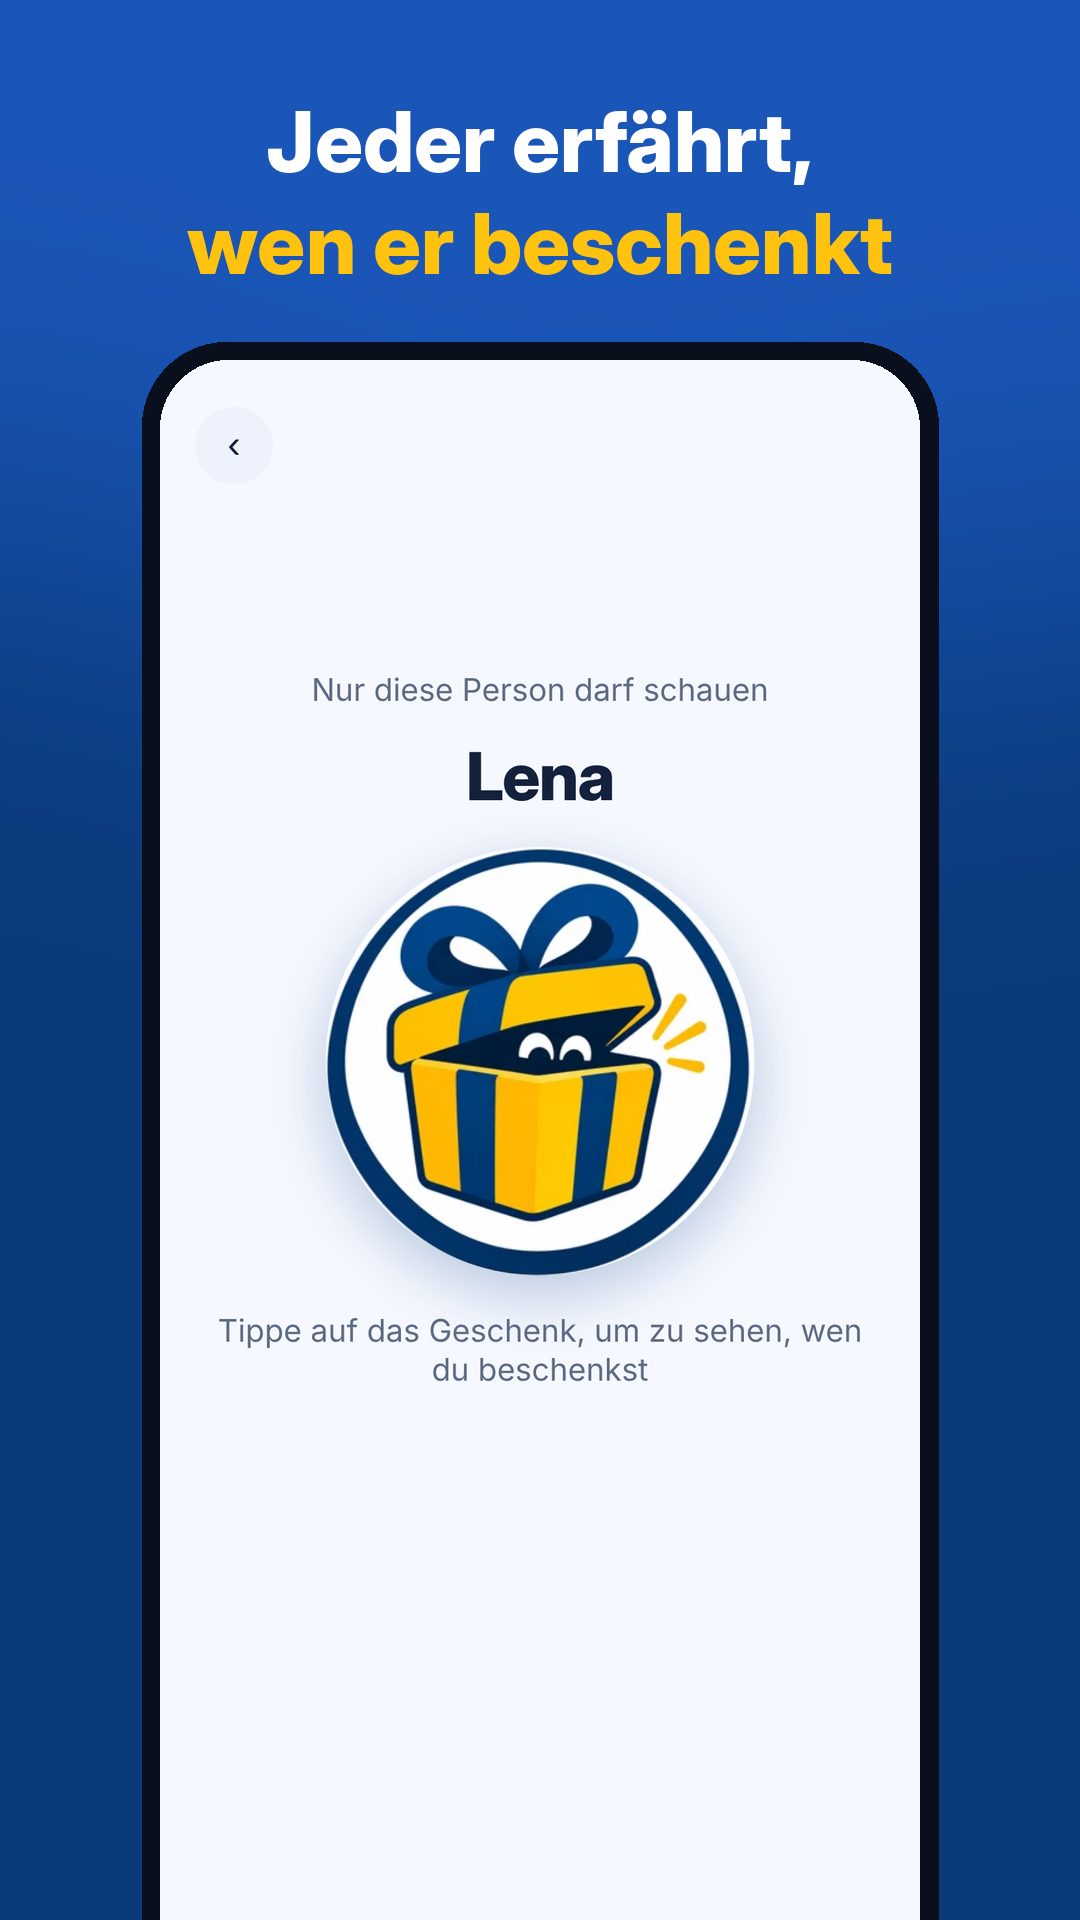 Jeder erfährt,
wen er beschenkt
‹
Nur diese Person darf schauen
Lena
Tippe auf das Geschenk, um zu sehen, wen
du beschenkst